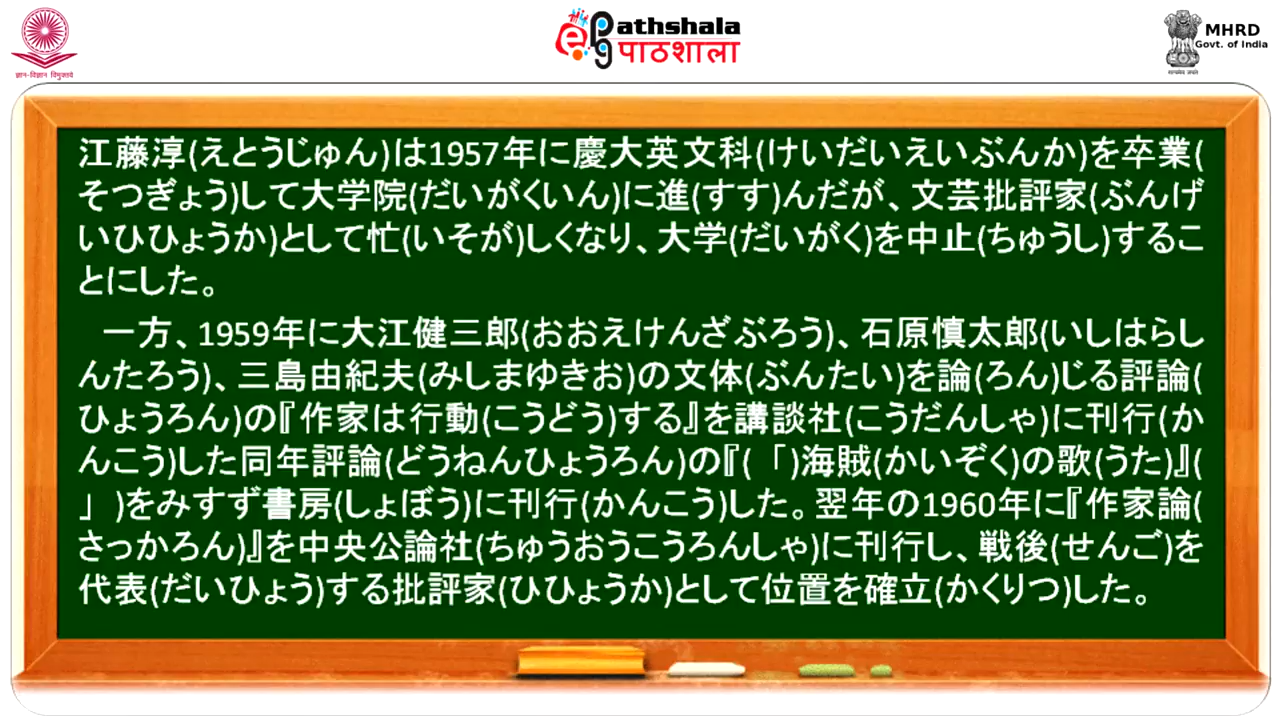 ज्ञान-विज्ञान विमुक्तये
ePg
athshala
पाठशाला
सत्यमेव जयते
MHRD
Govt. of India
江藤淳(えとうじゅん)は1957年に慶大英文科(けいだいえいぶんか)を卒業(
そつぎょう)して大学院(だいがくいん)に進(すす)んだが、文芸批評家(ぶんげ
いひひょうか)として忙(いそが)しくなり、大学(だいがく)を中止(ちゅうし)するこ
とにした。
一方、1959年に大江健三郎(おおえけんざぶろう)、石原慎太郎(いしはらし
んたろう)、三島由紀夫(みしまゆきお)の文体(ぶんたい)を論(ろん)じる評論(
ひょうろん)の『作家は行動(こうどう)する』を講談社(こうだんしゃ)に刊行(か
んこう)した同年評論(どうねんひょうろん)の『( 「)海賊(かいぞく)の歌(うた)』(
」 )をみすず書房(しょぼう)に刊行(かんこう)した。翌年の1960年に『作家論(
さっかろん)』を中央公論社(ちゅうおうこうろんしゃ)に刊行し、戦後(せんご)を
代表(だいひょう)する批評家(ひひょうか)として位置を確立(かくりつ)した。